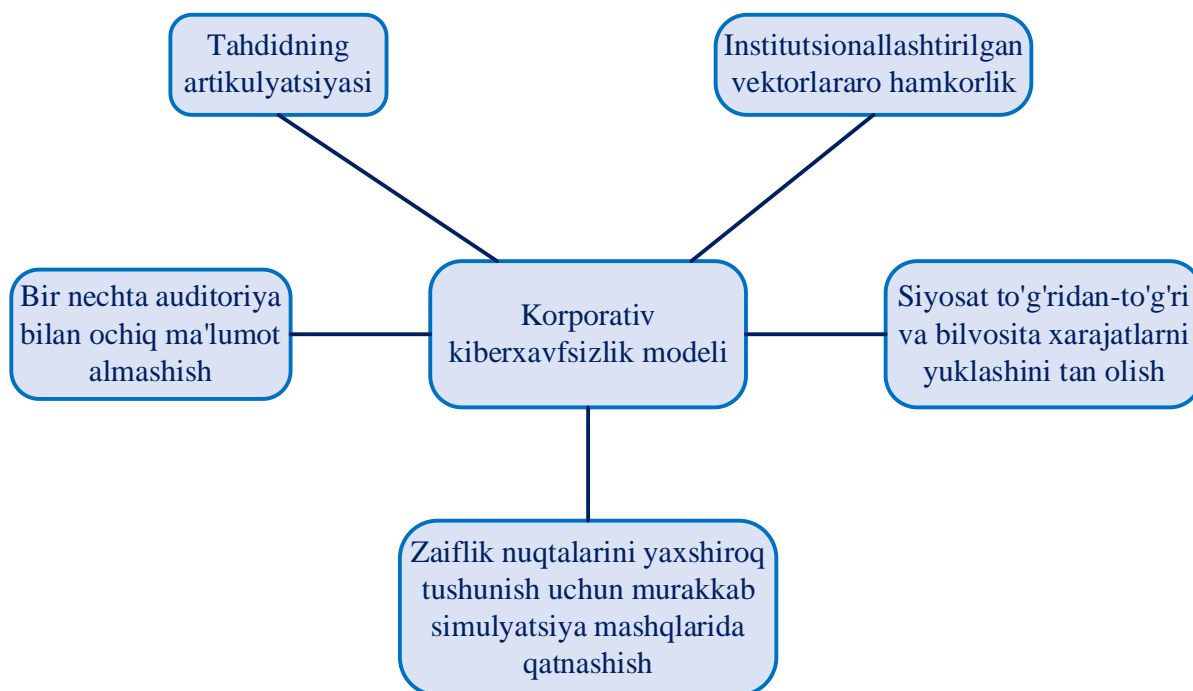 Tahdidning
artikulyatsiyasi
Institutsionallashtirilgan
vektorlararo hamkorlik
Bir nechta auditoriya
bilan ochiq ma'lumot
almashish
Korporativ
kiberxavfsizlik modeli
Siyosat to'g'ridan-to'g'ri
va bilvosita xarajatlarni
yuklashini tan olish
Zaiflik nuqtalarini yaxshiroq
tushunish uchun murakkab
simulyatsiya mashqlarida
qatnashish